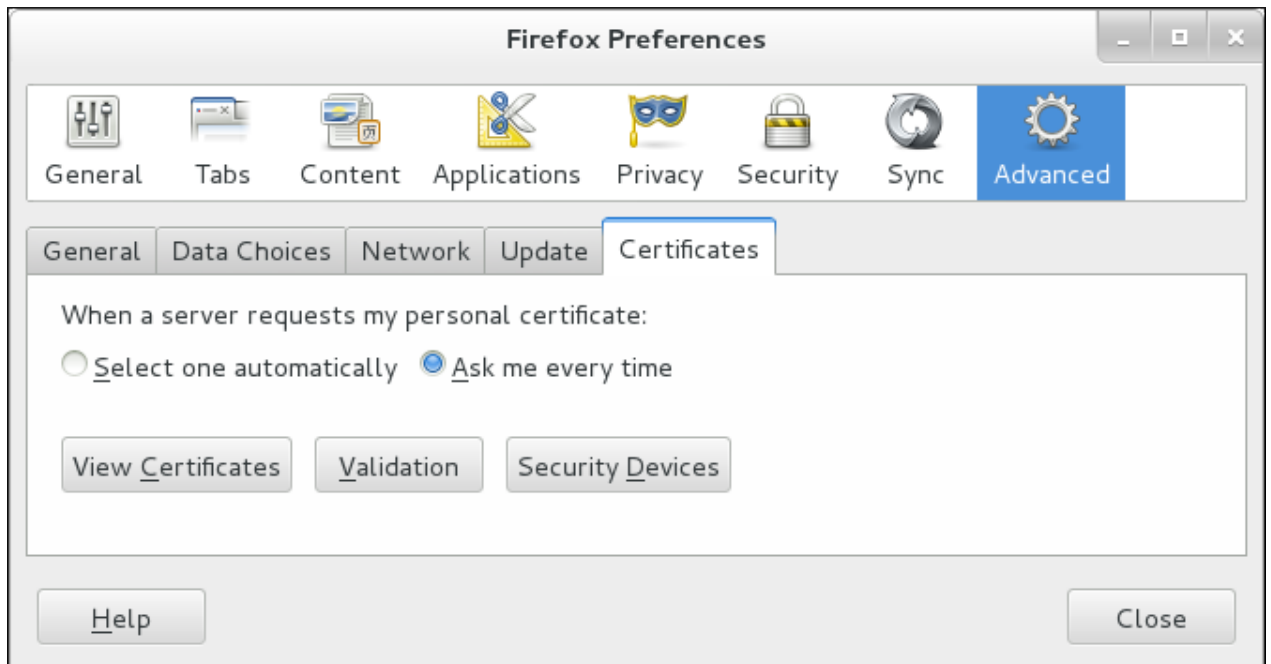 Firefox Preferences
General Tabs Content Applications Privacy Security Sync Advanced
General Data Choices Network Update Certificates
When a server requests my personal certificate:
Select one automatically Ask me every time
View Certificates Validation Security Devices
Help Close